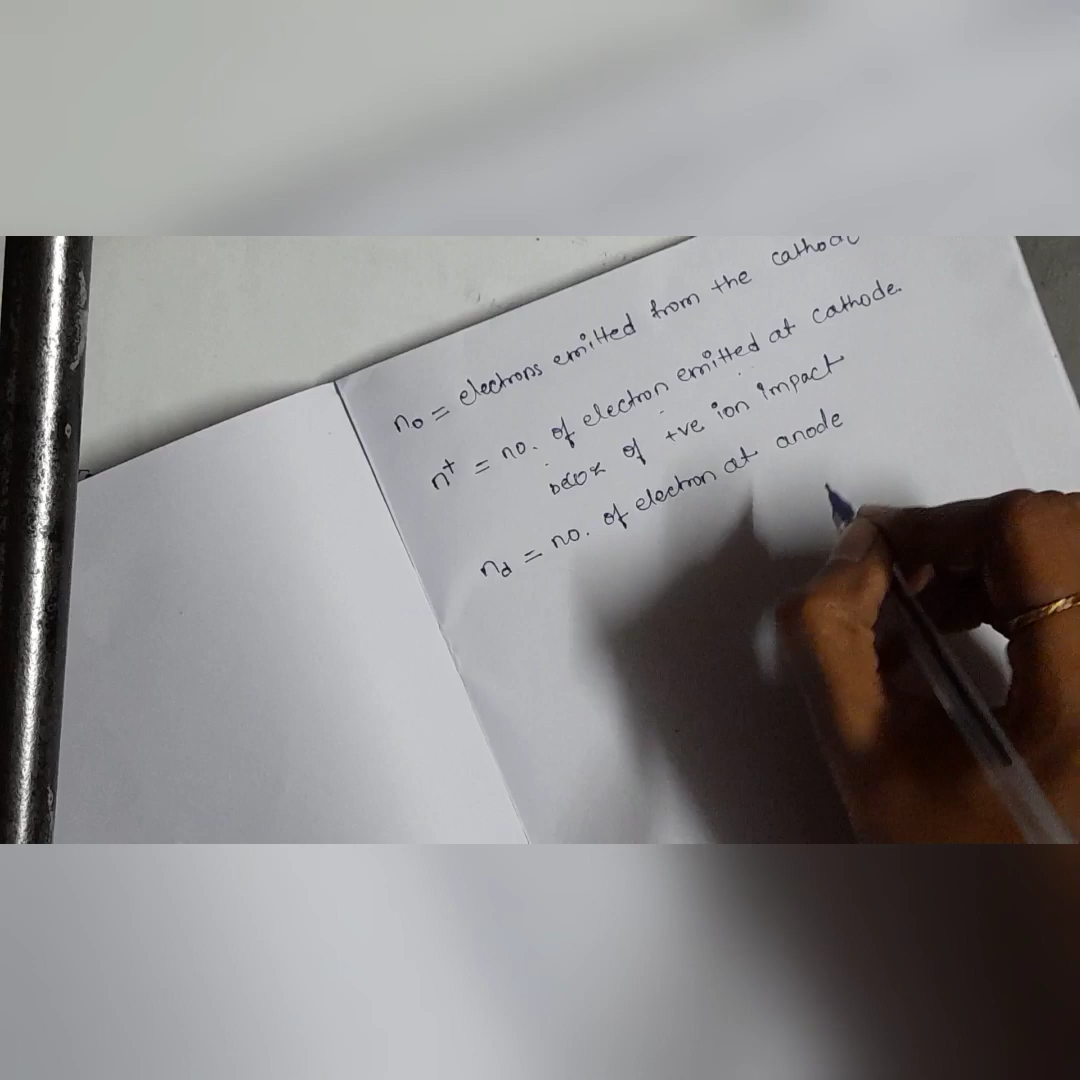 n₀ = electrons emitted from the cathode
n⁺ = no. of electron emitted at cathode.
of +ve ion impact
nd = no. of electron at anode